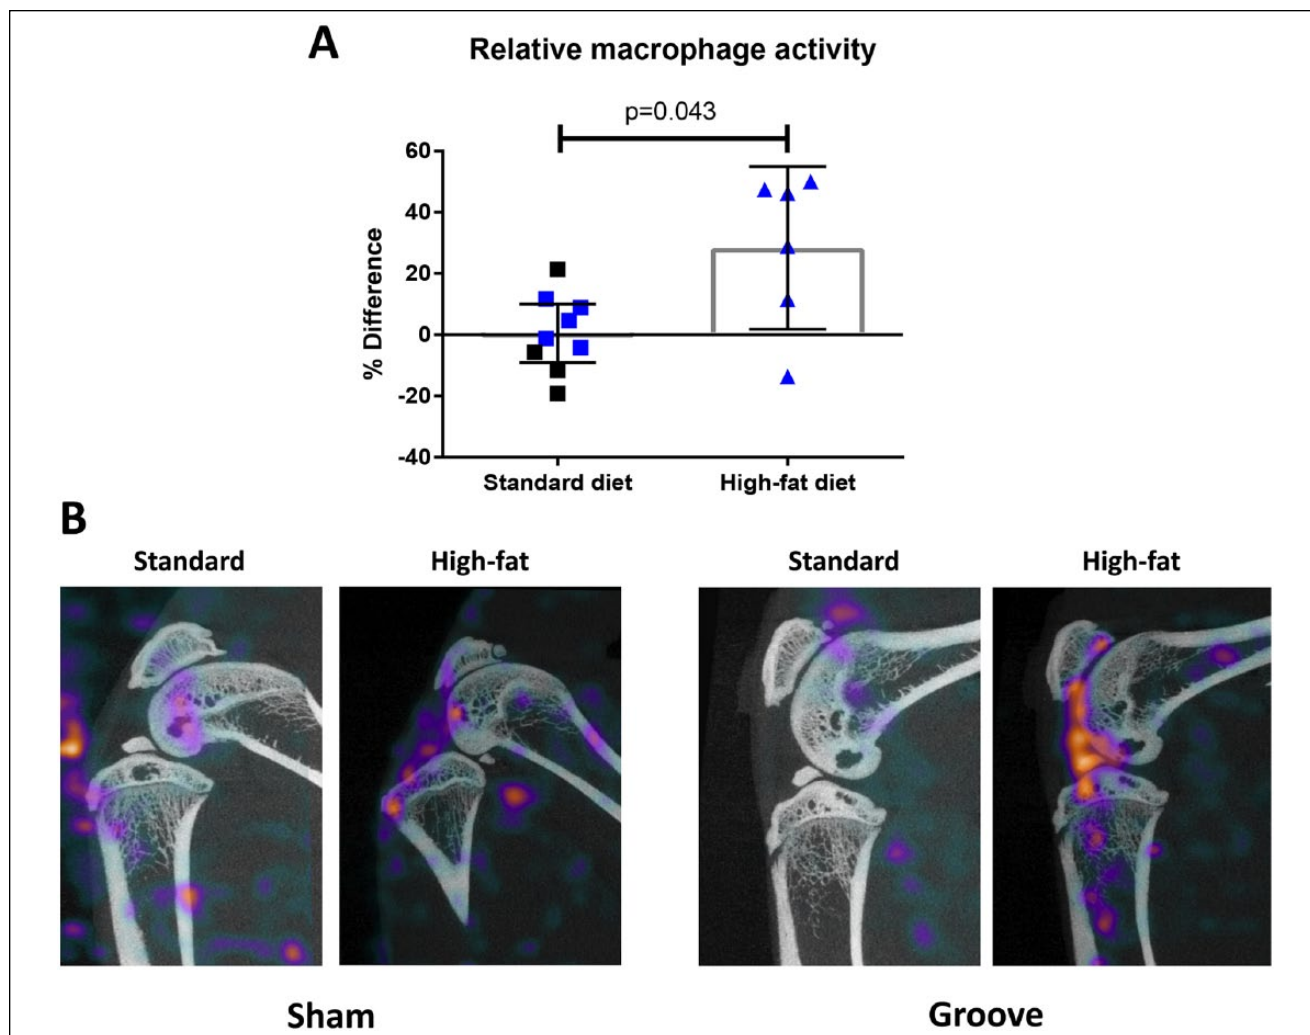 A
Relative macrophage activity
p=0.043
60
40
20
0
-20
-40
% Difference
Standard diet
High-fat diet
B
Standard
High-fat
Standard
High-fat
Sham
Groove